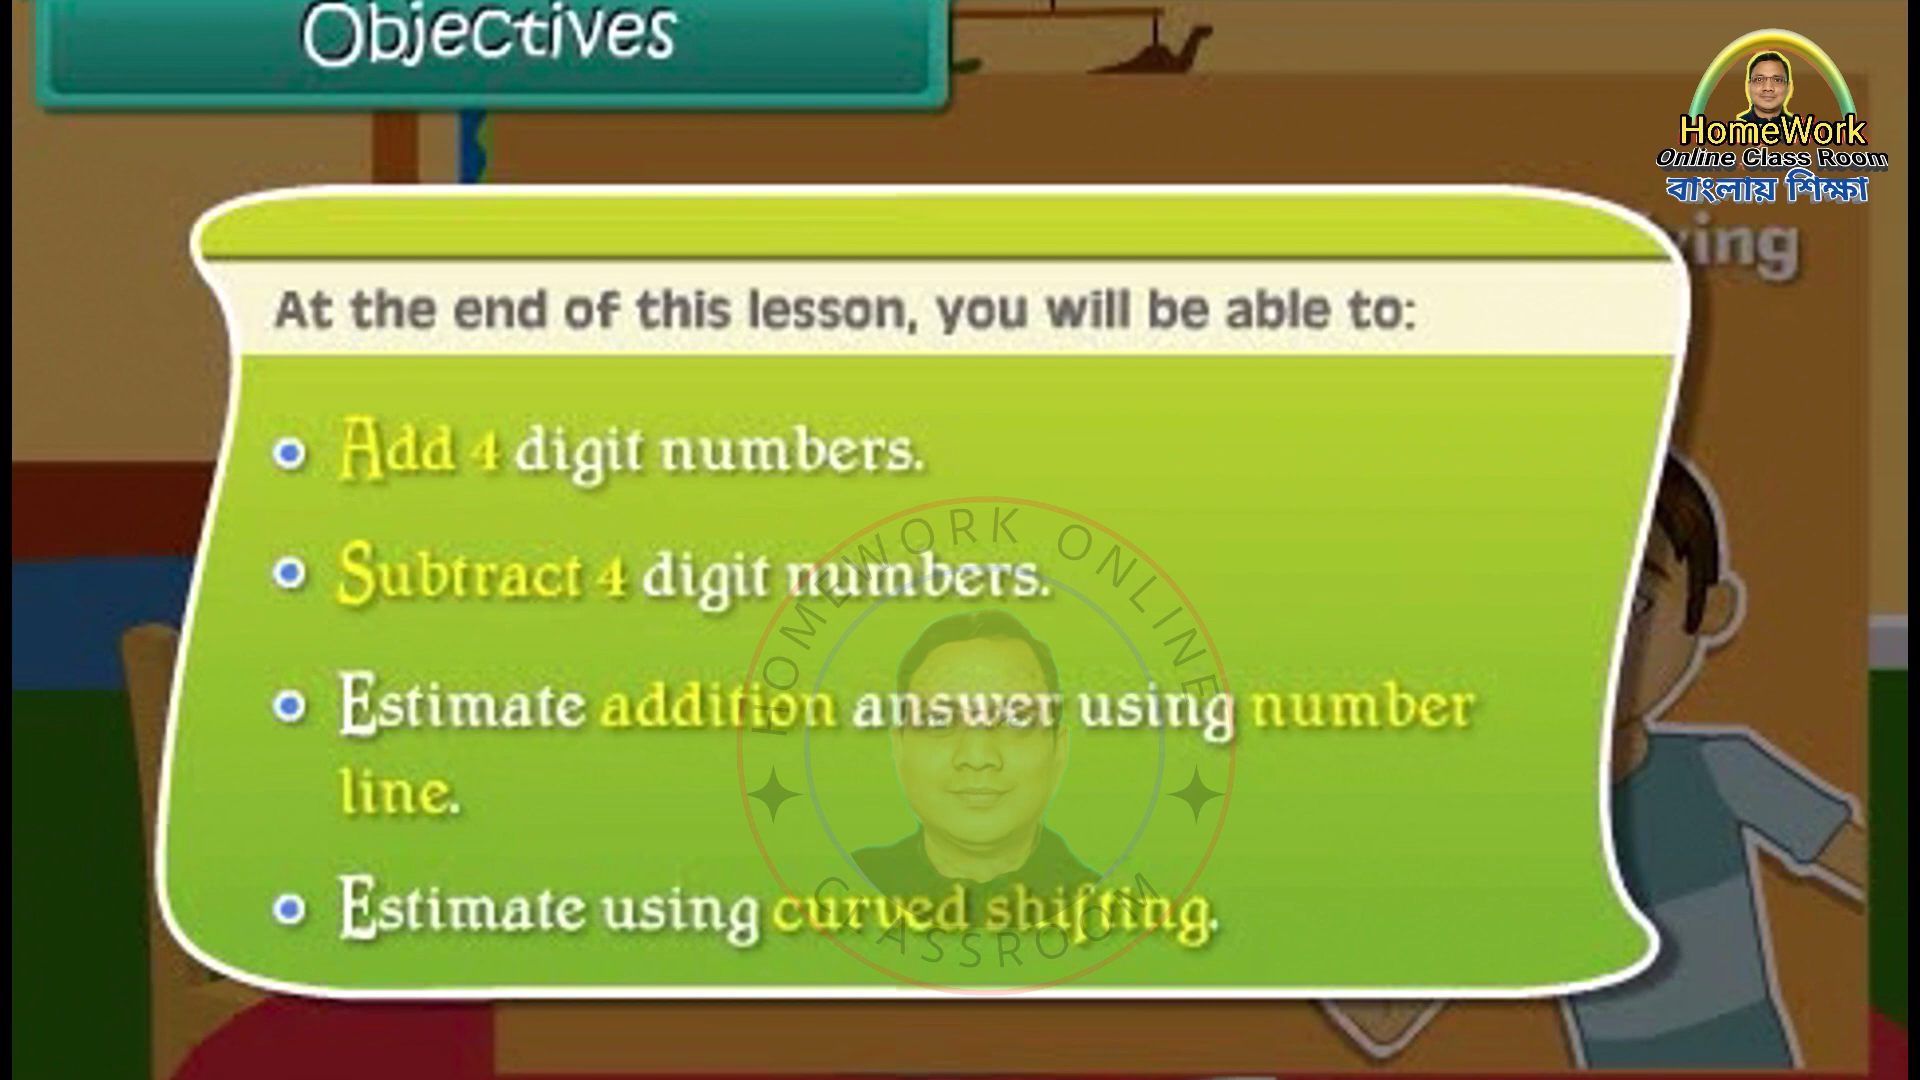 Objectives
HomeWork
Online Class Room
বাংলায় শিক্ষা
At the end of this lesson, you will be able to:
Add 4 digit numbers.
Subtract 4 digit numbers.
Estimate addition answer using number
line.
Estimate using curved shifting.
HOMEWORK ONLINE
CLASSROOM